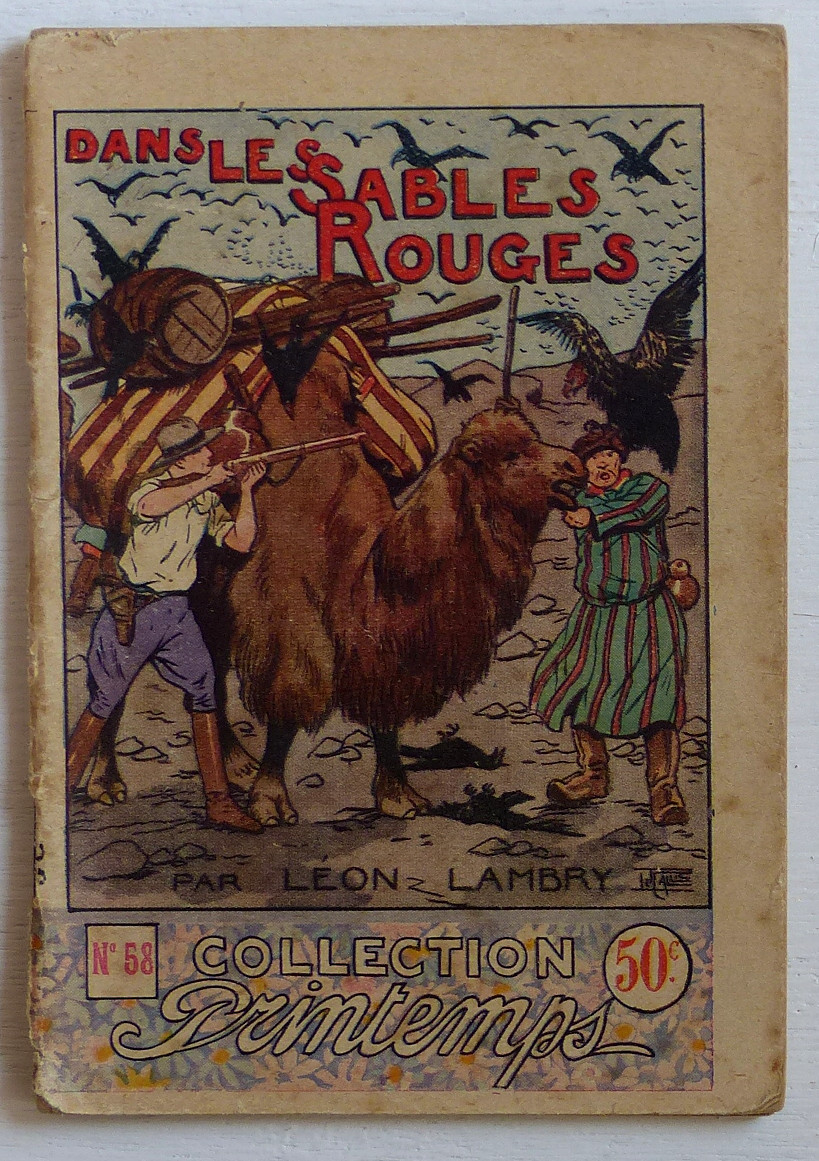 DANS LES SABLES
ROUGES
PAR LÉON LAMBRY
N° 58
COLLECTION
Printemps
50c.